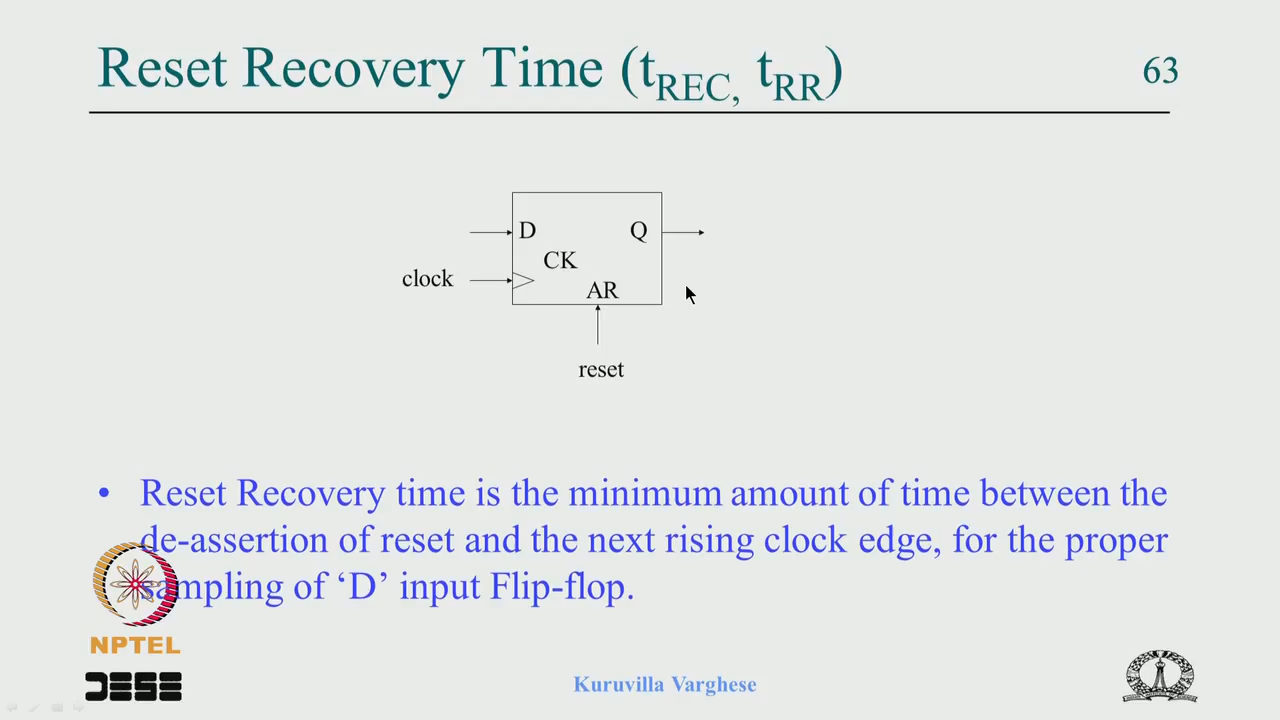 Reset Recovery Time (tREC, tRR)
63
D
Q
CK
clock
AR
reset
• Reset Recovery time is the minimum amount of time between the
de-assertion of reset and the next rising clock edge, for the proper
sampling of ‘D’ input Flip-flop.
NPTEL
DESE
Kuruvilla Varghese